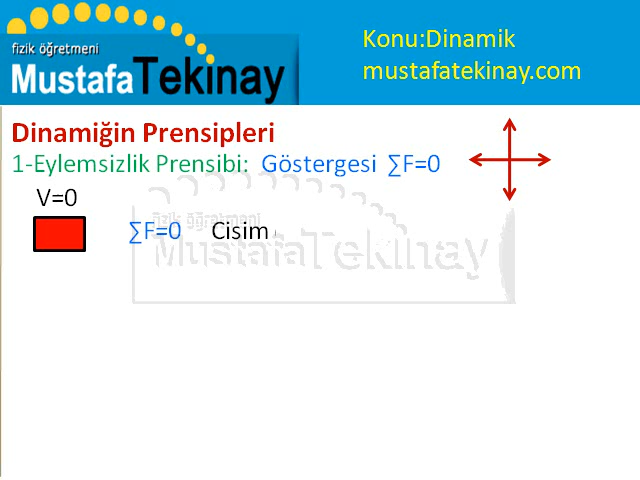 fizik öğretmeni
MustafaTekinay
Konu:Dinamik
mustafatekinay.com
Dinamiğin Prensipleri
1-Eylemsizlik Prensibi: Göstergesi ∑F=0
V=0
∑F=0 Cisim
fizik öğretmeni
MustafaTekinay